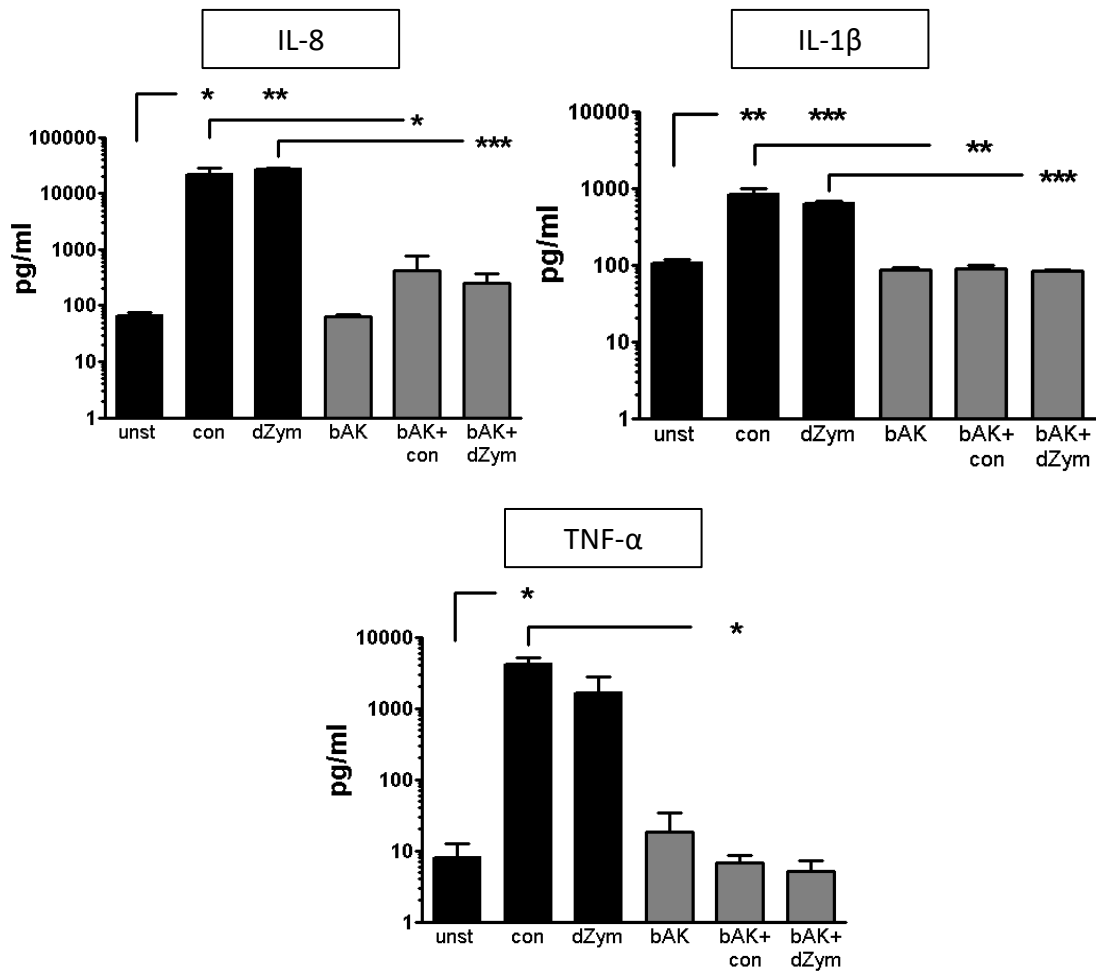 IL-8
* **
*
***
100000
10000
1000
100
10
1
pg/ml
unst con dZym bAK bAK+ bAK+
con dZym
IL-1β
** ***
**
***
10000
1000
100
10
1
pg/ml
unst con dZym bAK bAK+ bAK+
con dZym
TNF-α
*
*
10000
1000
100
10
1
pg/ml
unst con dZym bAK bAK+ bAK+
con dZym